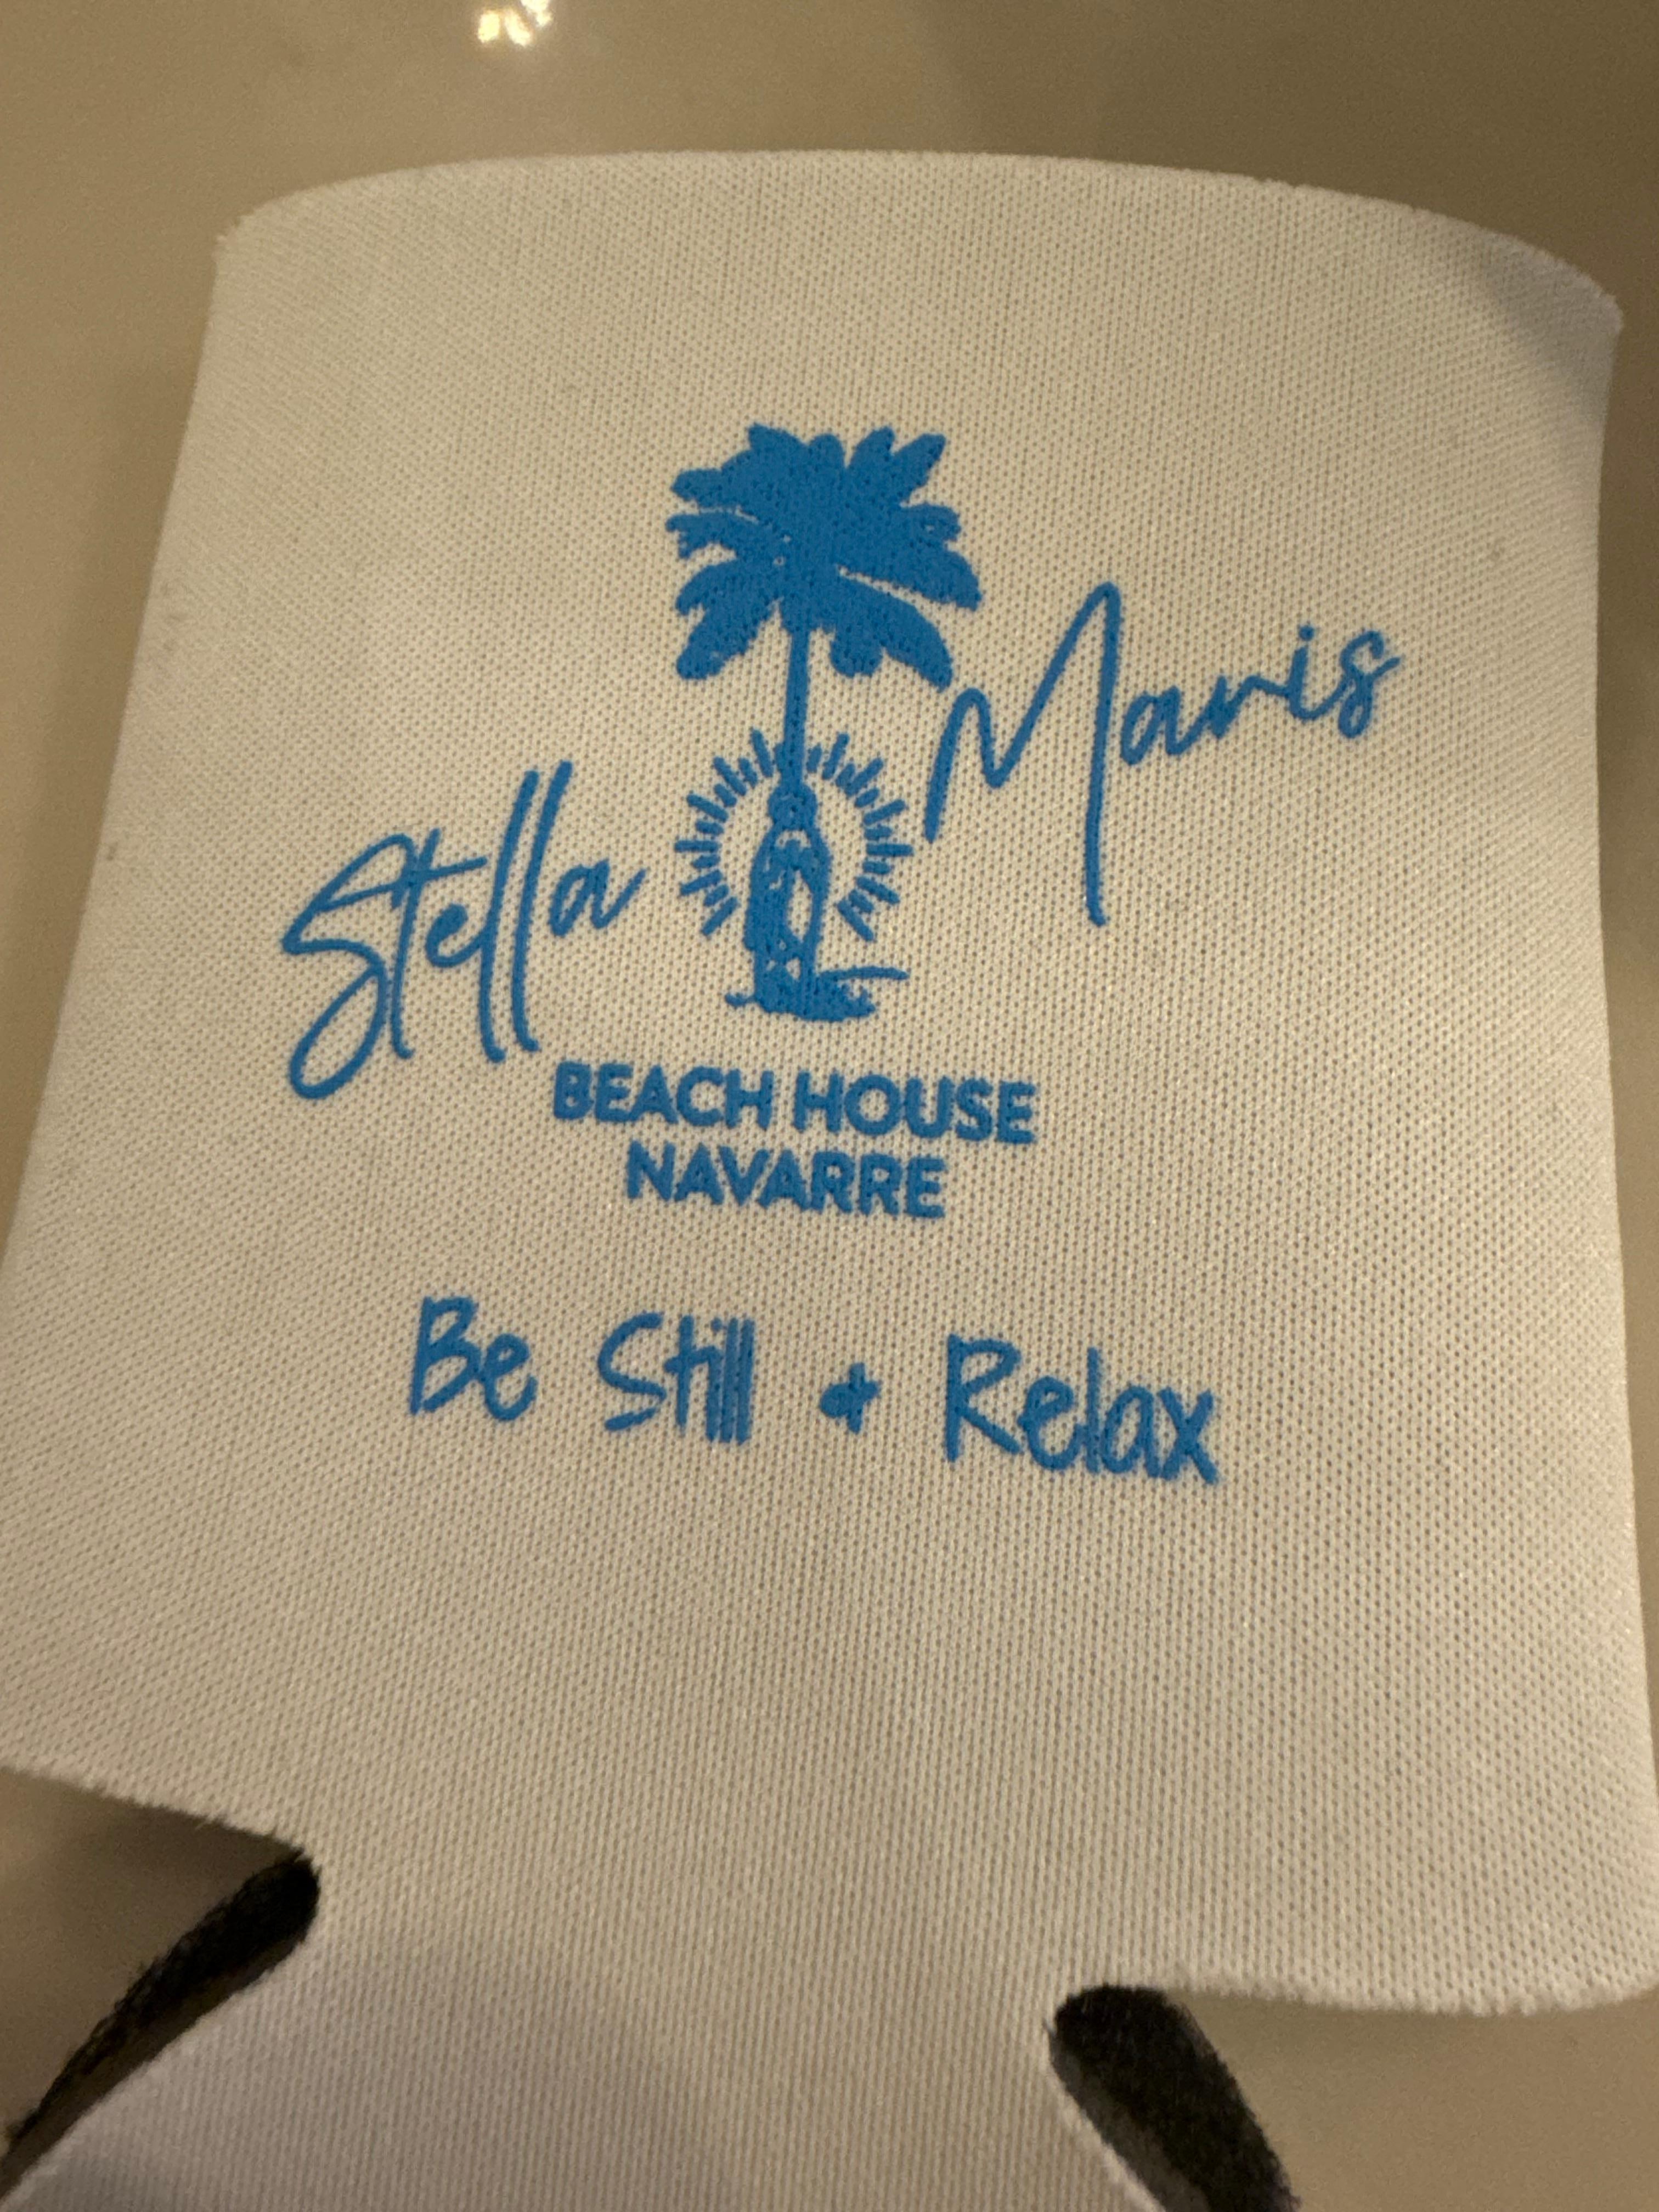 Stella Maris
BEACH HOUSE
NAVARRE
Be Still & Relax